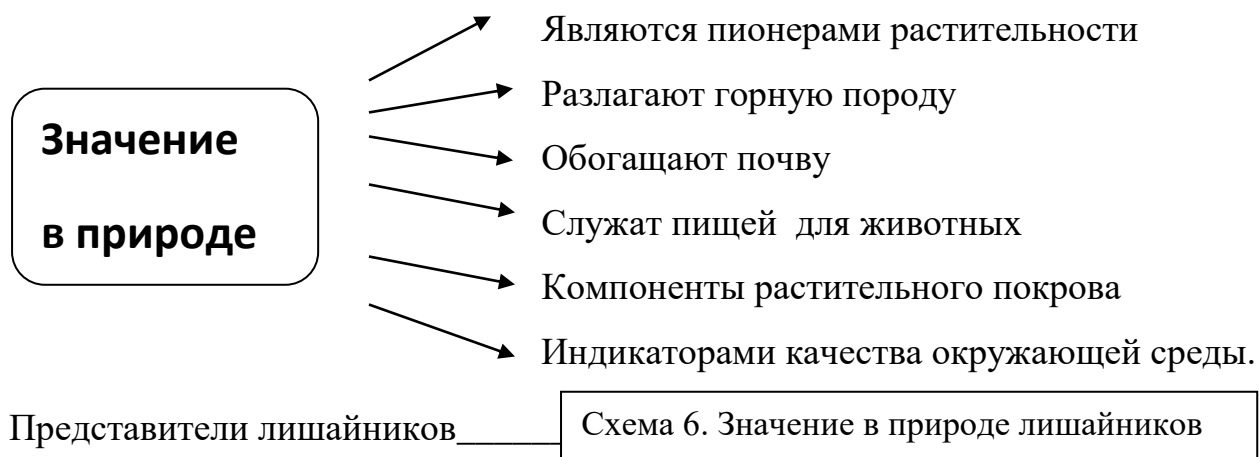 Являются пионерами растительности
Разлагают горную породу
Значение
в природе
Обогащают почву
Служат пищей для животных
Компоненты растительного покрова
Индикаторами качества окружающей среды.
Представители лишайников______
Схема 6. Значение в природе лишайников